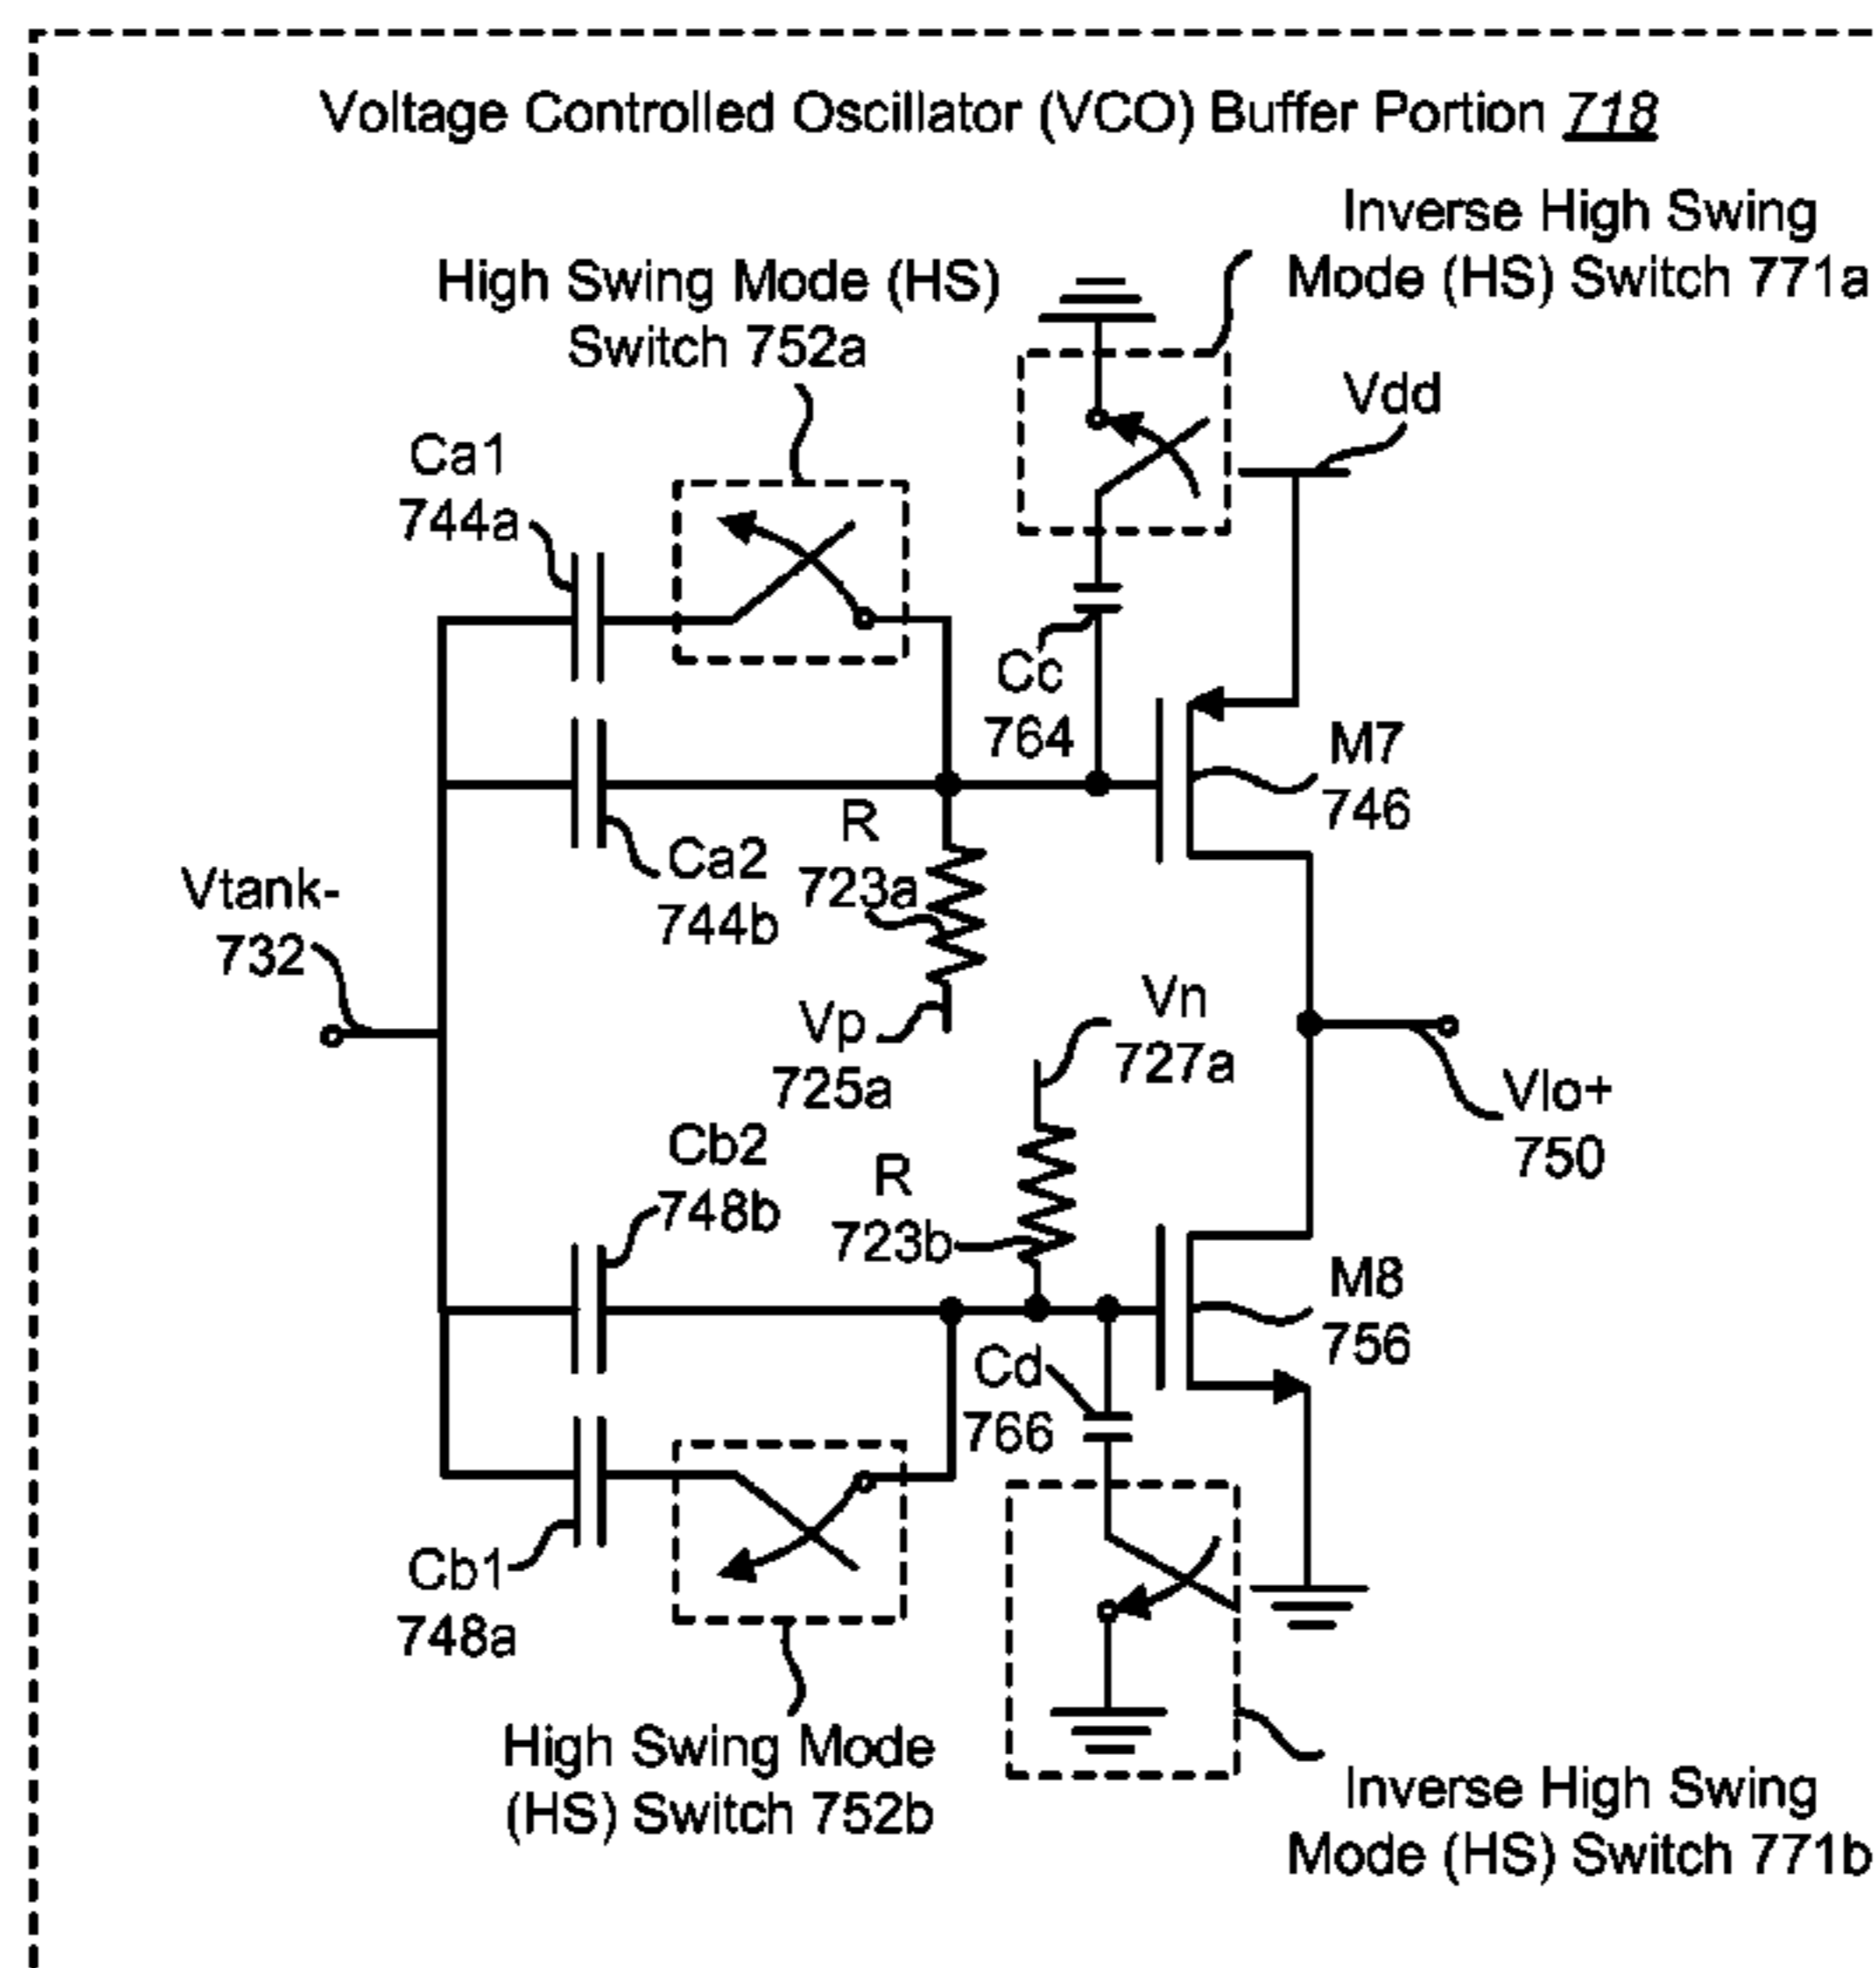 Voltage Controlled Oscillator (VCO) Buffer Portion 718
Inverse High Swing
Mode (HS) Switch 771a
High Swing Mode (HS)
Switch 752a
Vdd
Ca1
744a
Cc
764
M7
746
R
723a
Ca2
744b
Vtank-
732
Vp
725a
Vn
727a
Vlo+
750
Cb2
748b
R
723b
M8
756
Cd
766
Cb1
748a
High Swing Mode
(HS) Switch 752b
Inverse High Swing
Mode (HS) Switch 771b